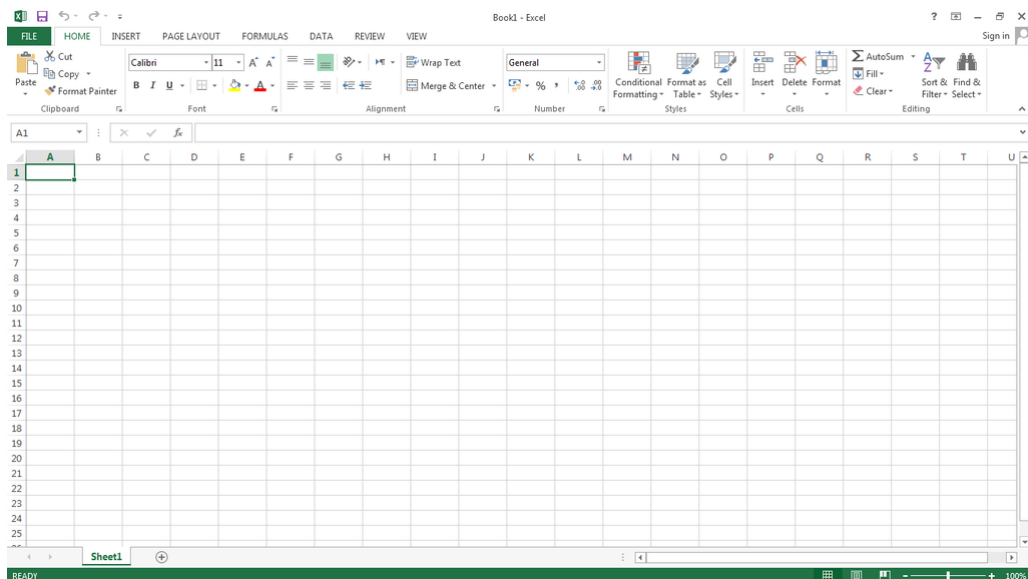 Book1 - Excel
?
FILE HOME INSERT PAGE LAYOUT FORMULAS DATA REVIEW VIEW Sign in
Paste Cut Calibri 11 A A Wrap Text General Conditional Formatting Format as Table Cell Styles Insert Delete Format AutoSum Sort & Filter Find & Select
Copy B I U A Merge & Center % , .00 Fill
Format Painter Clear
Clipboard Font Alignment Number Styles Cells Editing
A1 fx
A B C D E F G H I J K L M N O P Q R S T U
1
2
3
4
5
6
7
8
9
10
11
12
13
14
15
16
17
18
19
20
21
22
23
24
25
Sheet1
READY 100%